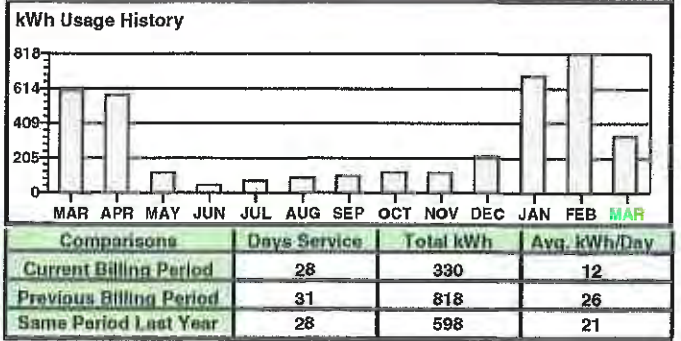 kWh Usage History
818
614
409
205
0
MAR APR MAY JUN JUL AUG SEP OCT NOV DEC JAN FEB MAR
Comparisons Days Service Total kWh Avg. kWh/Day
Current Billing Period 28 330 12
Previous Billing Period 31 818 26
Same Period Last Year 28 598 21